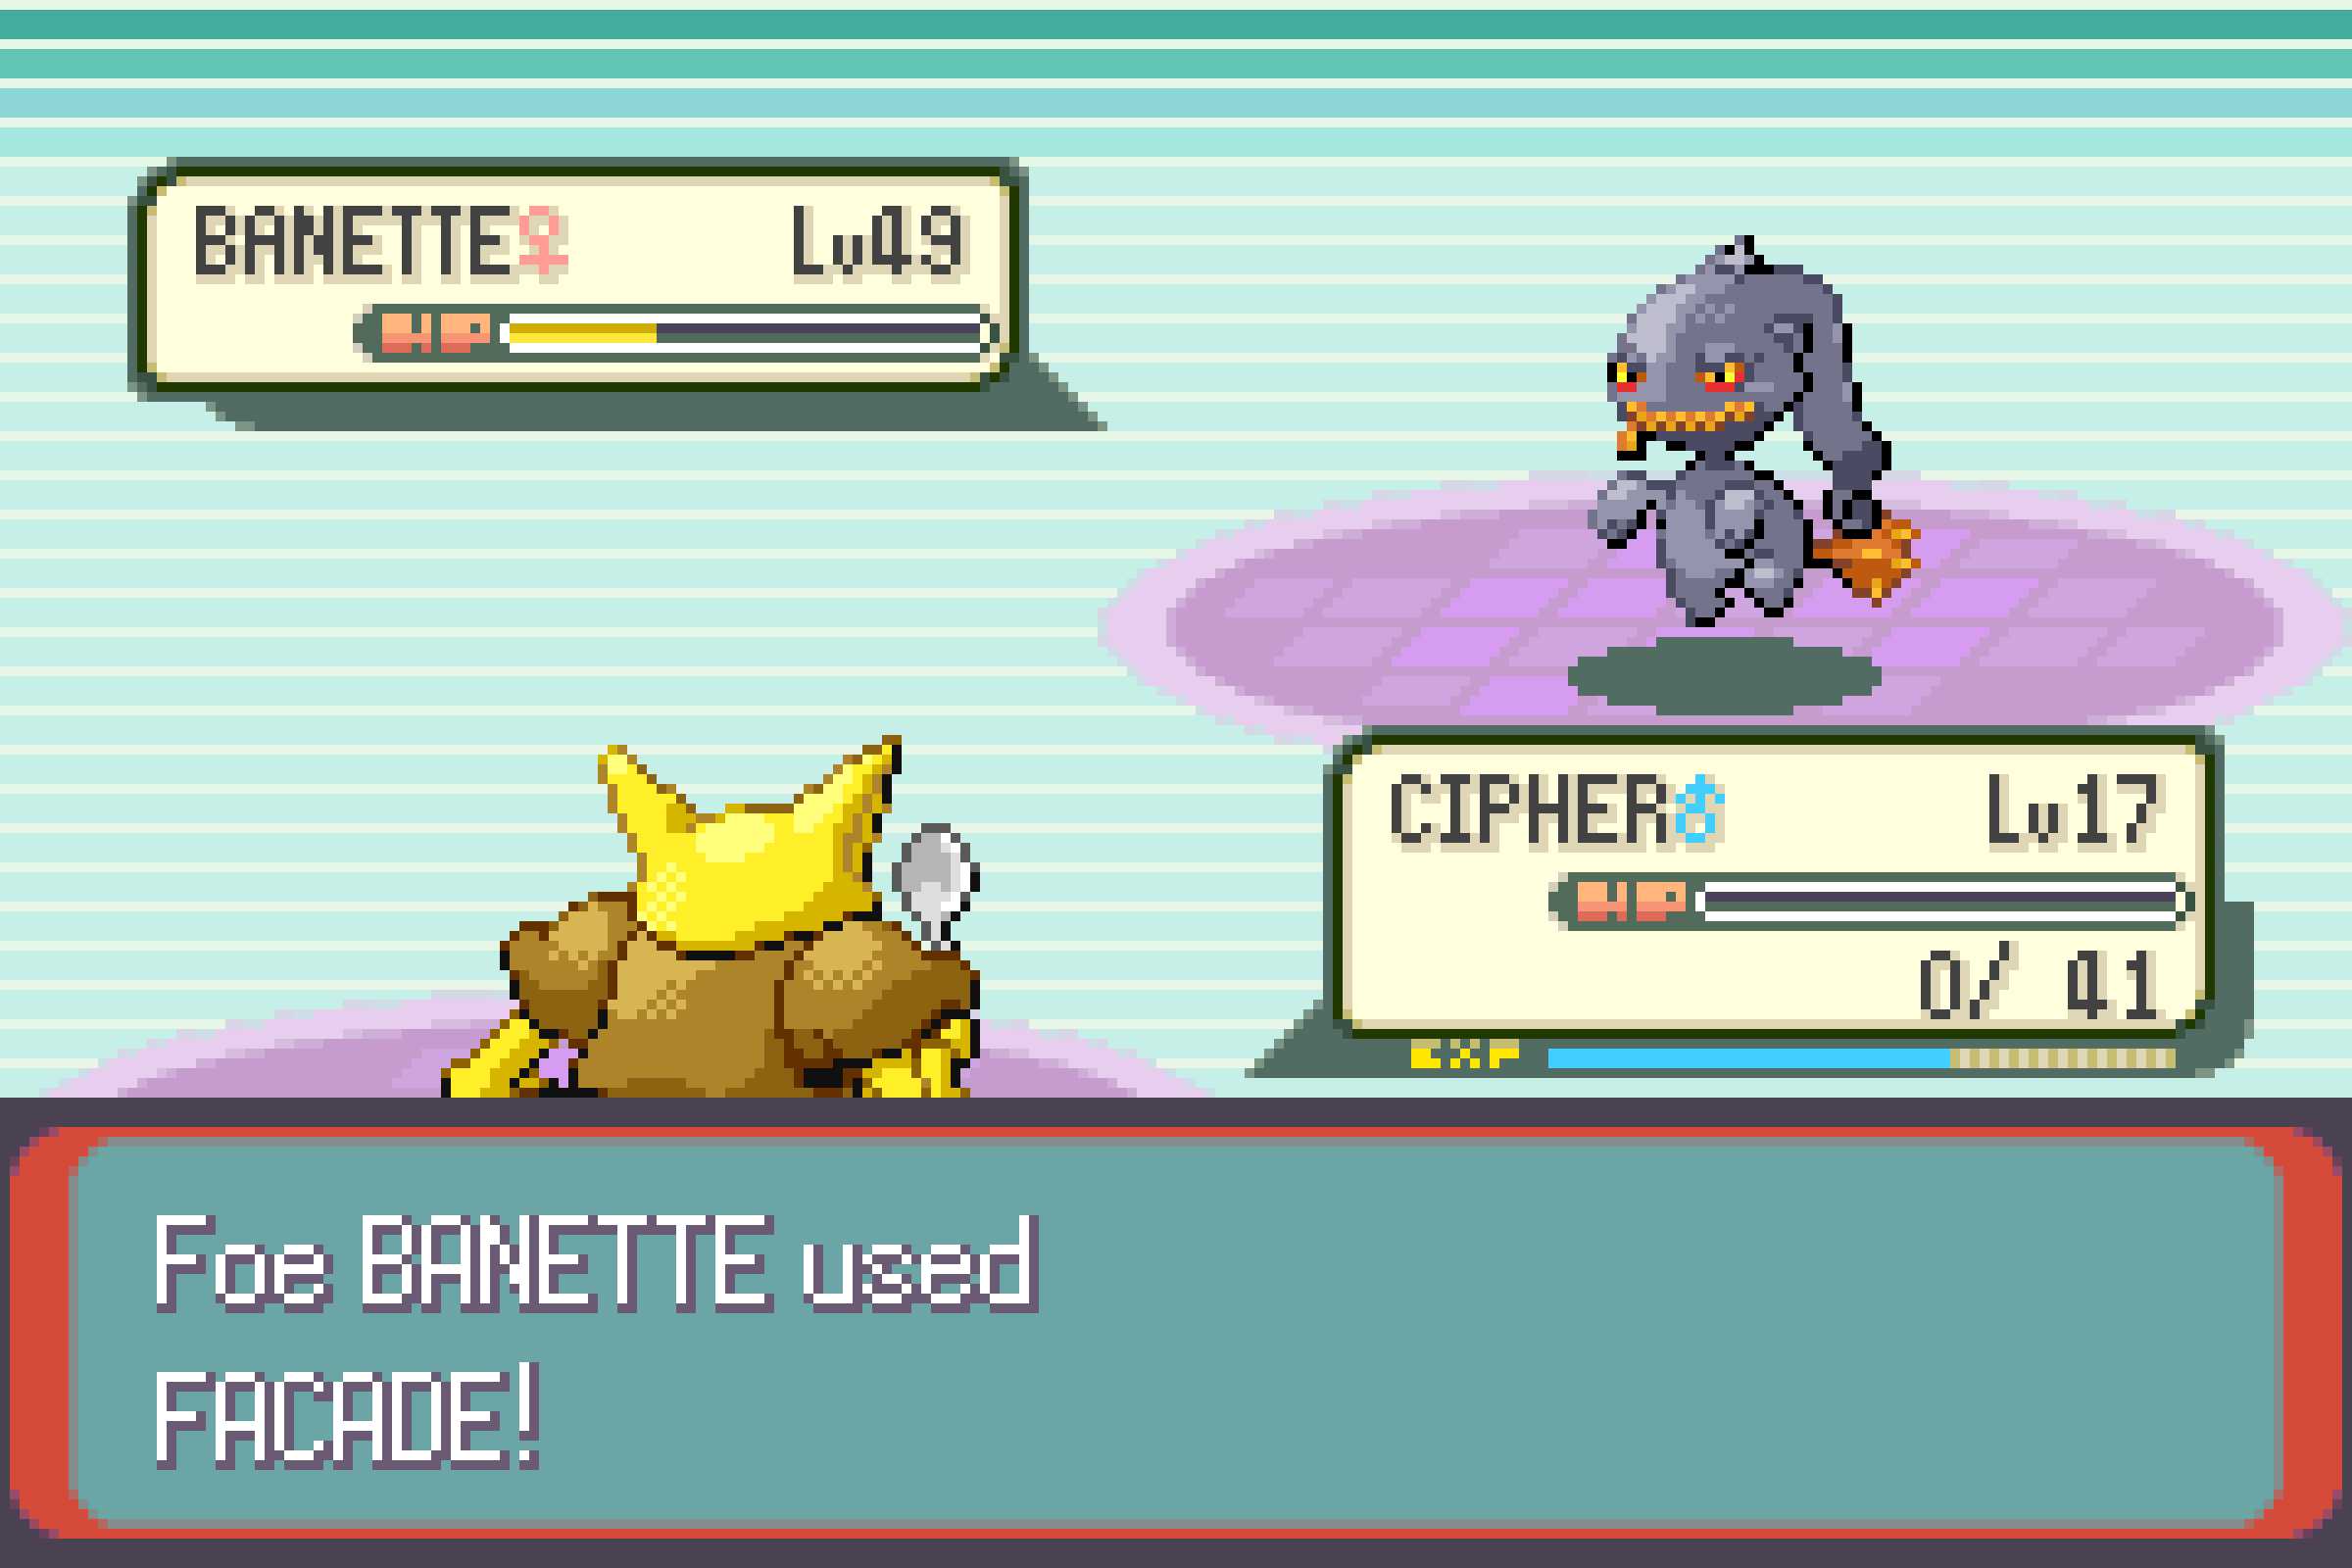 BANETTE♀ Lv49
HP
CIPHER♂ Lv17
HP
0/ 41
EXP
Foe BANETTE used
FACADE!